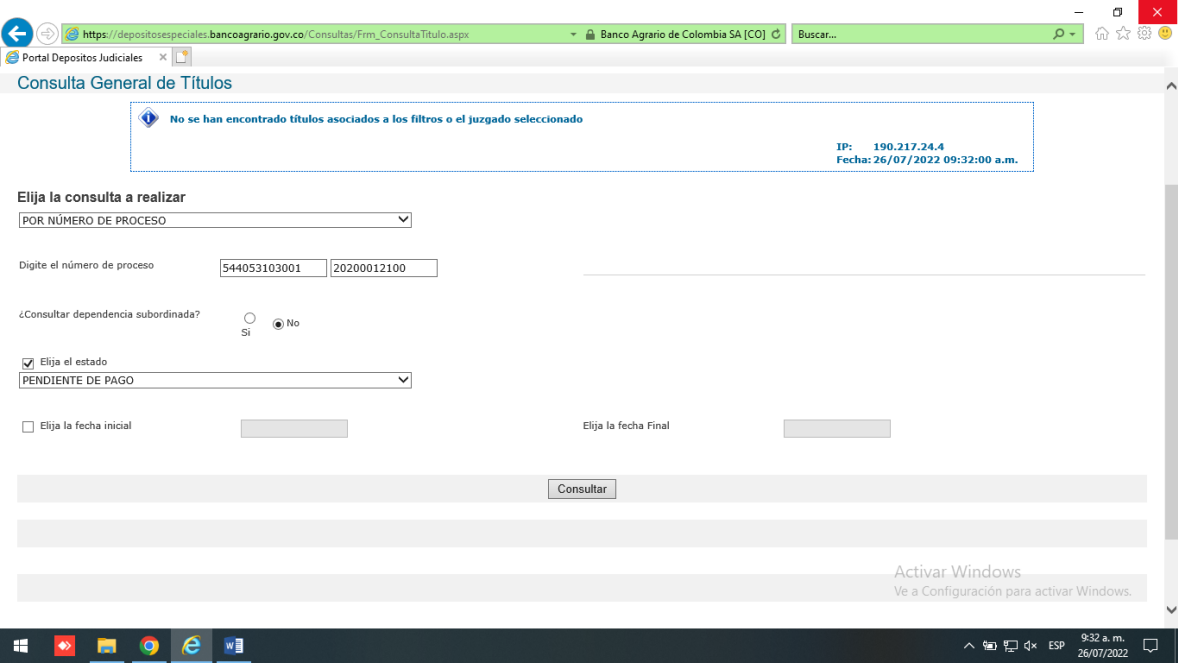 https://depositosespeciales.bancoagrario.gov.co/Consultas/Frm_ConsultaTitulo.aspx
Banco Agrario de Colombia SA [CO]
Buscar...
Portal Depositos Judiciales
Consulta General de Títulos
No se han encontrado títulos asociados a los filtros o el juzgado seleccionado
IP: 190.217.24.4
Fecha: 26/07/2022 09:32:00 a.m.
Elija la consulta a realizar
POR NÚMERO DE PROCESO
Digite el número de proceso 544053103001 20200012100
¿Consultar dependencia subordinada? Si No
Elija el estado
PENDIENTE DE PAGO
Elija la fecha inicial Elija la fecha Final
Consultar
Activar Windows
Ve a Configuración para activar Windows.
ESP
9:32 a. m.
26/07/2022